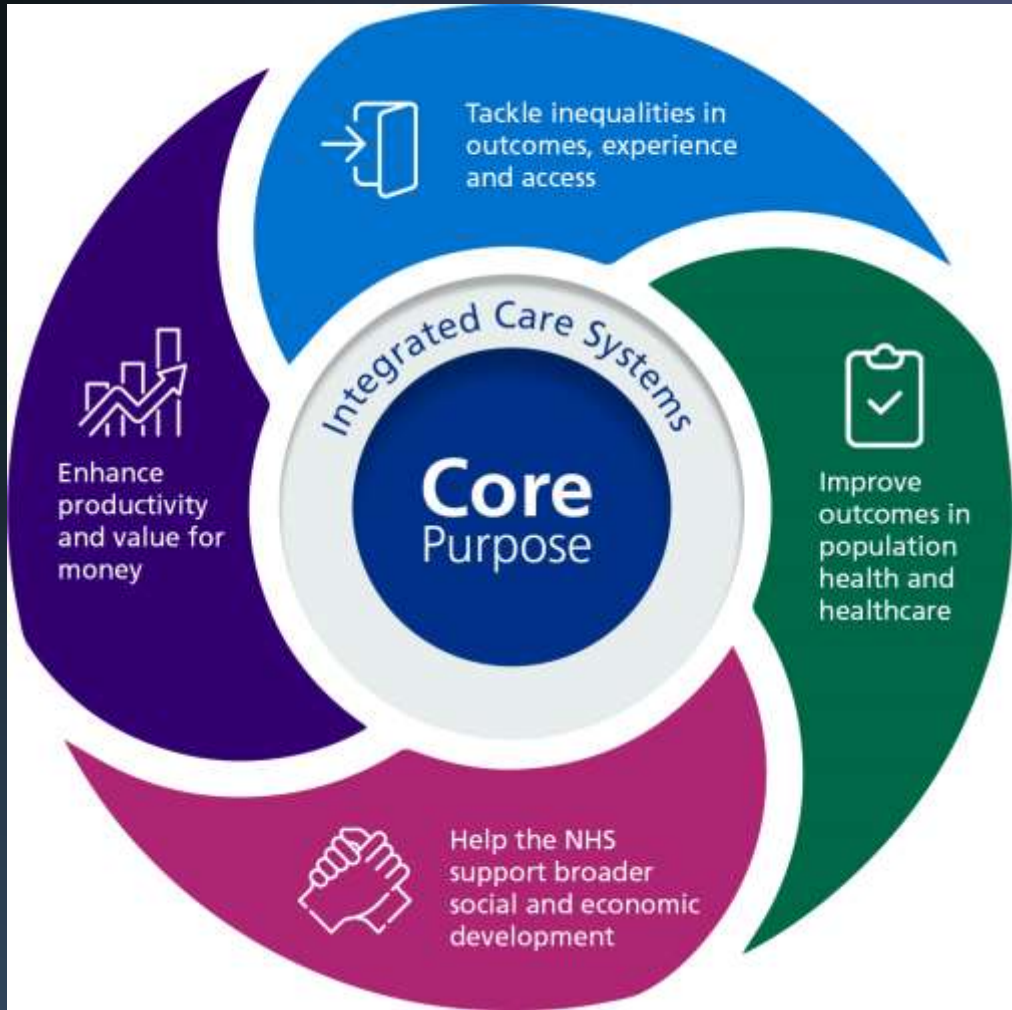 Tackle inequalities in
outcomes, experience
and access
Integrated Care Systems
Core
Purpose
Enhance
productivity
and value for
money
Improve
outcomes in
population
health and
healthcare
Help the NHS
support broader
social and economic
development